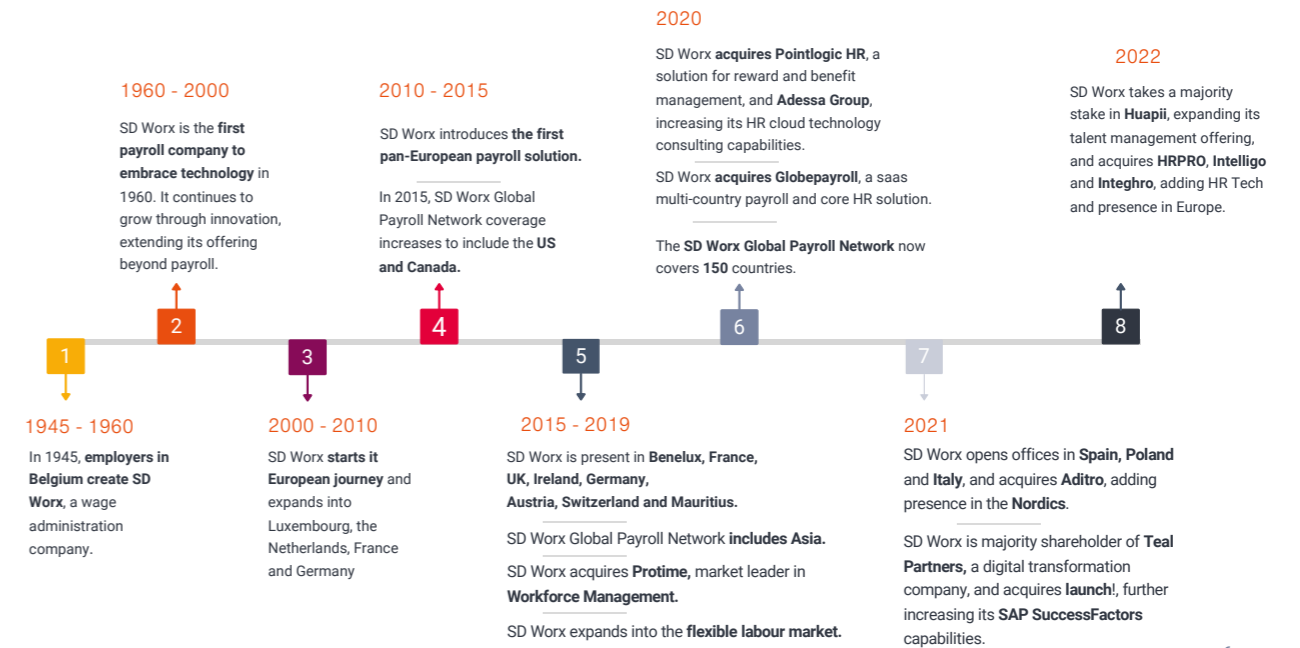 1945 - 1960
In 1945, employers in
Belgium create SD
Worx, a wage
administration
company.
1
1960 - 2000
SD Worx is the first
payroll company to
embrace technology in
1960. It continues to
grow through innovation,
extending its offering
beyond payroll.
2
3
2000 - 2010
SD Worx starts it
European journey and
expands into
Luxembourg, the
Netherlands, France
and Germany
2010 - 2015
SD Worx introduces the first
pan-European payroll solution.
In 2015, SD Worx Global
Payroll Network coverage
increases to include the US
and Canada.
4
5
2015 - 2019
SD Worx is present in Benelux, France,
UK, Ireland, Germany,
Austria, Switzerland and Mauritius.
SD Worx Global Payroll Network includes Asia.
SD Worx acquires Protime, market leader in
Workforce Management.
SD Worx expands into the flexible labour market.
2020
SD Worx acquires Pointlogic HR, a
solution for reward and benefit
management, and Adessa Group,
increasing its HR cloud technology
consulting capabilities.
SD Worx acquires Globepayroll, a saas
multi-country payroll and core HR solution.
The SD Worx Global Payroll Network now
covers 150 countries.
6
7
2021
SD Worx opens offices in Spain, Poland
and Italy, and acquires Aditro, adding
presence in the Nordics.
SD Worx is majority shareholder of Teal
Partners, a digital transformation
company, and acquires launch!, further
increasing its SAP SuccessFactors
capabilities.
2022
SD Worx takes a majority
stake in Huapii, expanding its
talent management offering,
and acquires HRPRO, Intelligo
and Integhro, adding HR Tech
and presence in Europe.
8